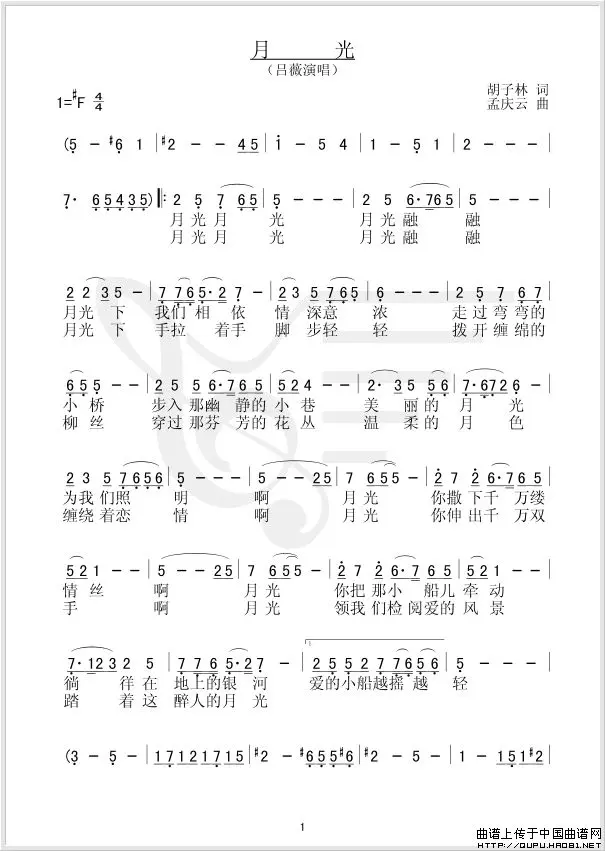 月 光
（吕薇演唱）
1=#F 4/4
胡子林 词
孟庆云 曲
(5 - #6 1 | #2 - - 4 5 | i - 5 4 | 1 - 5 1 | 2 - - - |
7· 6 5 4 3 5) ‖: 2 5 7 6 5 | 5 - - - | 2 5 6·7 6 5 | 5 - - - |
月光月 光 月光融 融
月光月 光 月光融 融
2 2 3 5 - | 7 7 6 5·2 7 - | 2 3 5 7 6 5 | 6 - - - | 2 5 7 6 7 |
月光 下 我们 相 依 情 深意 浓 走过弯弯的
月光 下 手拉 着手 脚 步轻 轻 拨开缠绵的
6 5 5 - - | 2 5 5 6·7 6 5 | 5 2 4 - - | 2· 3 5 5 6 | 7·6 7 2 6 - |
小桥 步入那幽 静的小巷 美 丽的月 光
柳丝 穿过那芬 芳的花丛 温 柔的月 色
2 3 5 7 6 5 6 | 5 - - - | 5 - - 2 5 | 7 6 5 5 - | 2 7 2 6·7 6 5 |
为我们照 明 啊 月光 你撒下千 万缕
缠绕着恋 情 啊 月光 你伸出千 万双
5 2 1 - - | 5 - - 2 5 | 7 6 5 5 - | 2 7 2 6·7 6 | 5 2 1 - - |
情丝 啊 月光 你把那小 船儿牵动
手 啊 月光 领我们检 阅爱的风景
7·1 2 3 2 5 | 7 7 6 5·2 7 - | 1. 2 5 5 2 7 7 6 5 6 | 5 - - - |
徜 徉在 地上的银 河 爱的小船越摇 越 轻
踏 着这 醉人的月 光
(3 - 5 - | 1 7 1 2 1 7 1 5 | #2 - #6 5 5 #6 | #2 - 2 - | 1 - 1 5 1 #2 |
1
曲谱上传于中国曲谱网
HTTP://QUPU.HAO81.NET